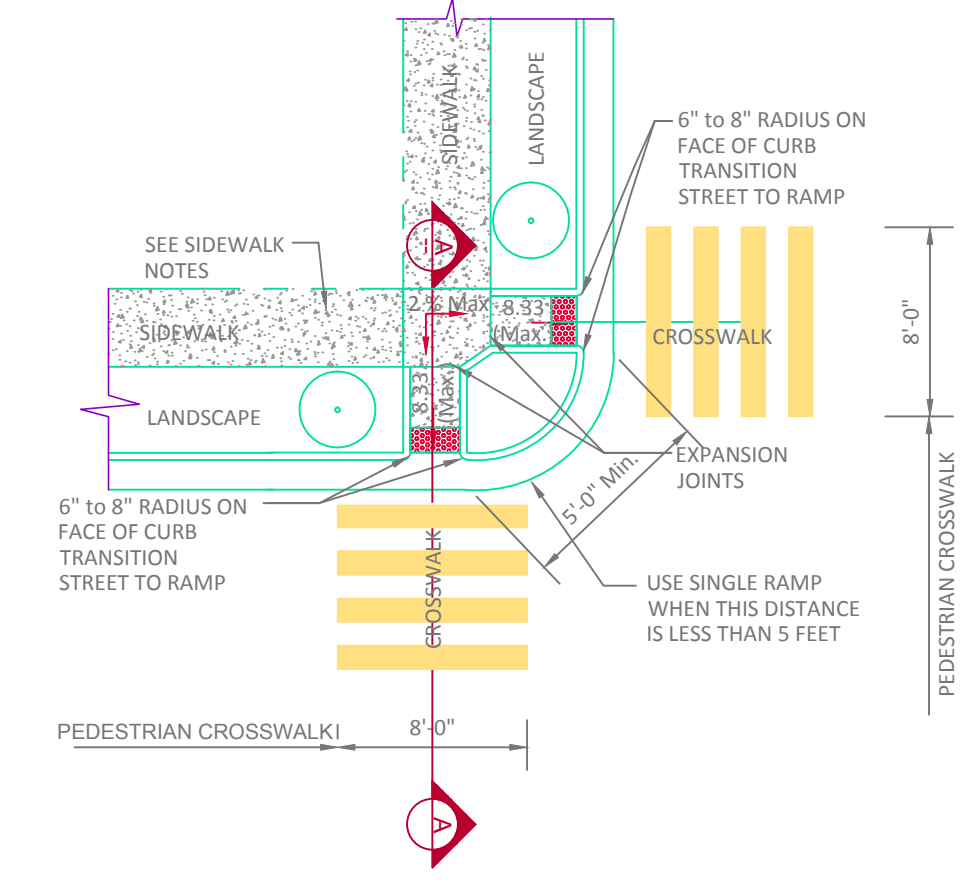 SIDEWALK
LANDSCAPE
6" to 8" RADIUS ON
FACE OF CURB
TRANSITION
STREET TO RAMP
SEE SIDEWALK
NOTES
A
2.% Max
8.33
(Max.)
SIDEWALK
CROSSWALK
8'-0"
8.33
(Max.)
LANDSCAPE
EXPANSION
JOINTS
5'-0" Min.
6" to 8" RADIUS ON
FACE OF CURB
TRANSITION
STREET TO RAMP
CROSSWALK
USE SINGLE RAMP
WHEN THIS DISTANCE
IS LESS THAN 5 FEET
PEDESTRIAN CROSSWALK
PEDESTRIAN CROSSWALK
8'-0"
A